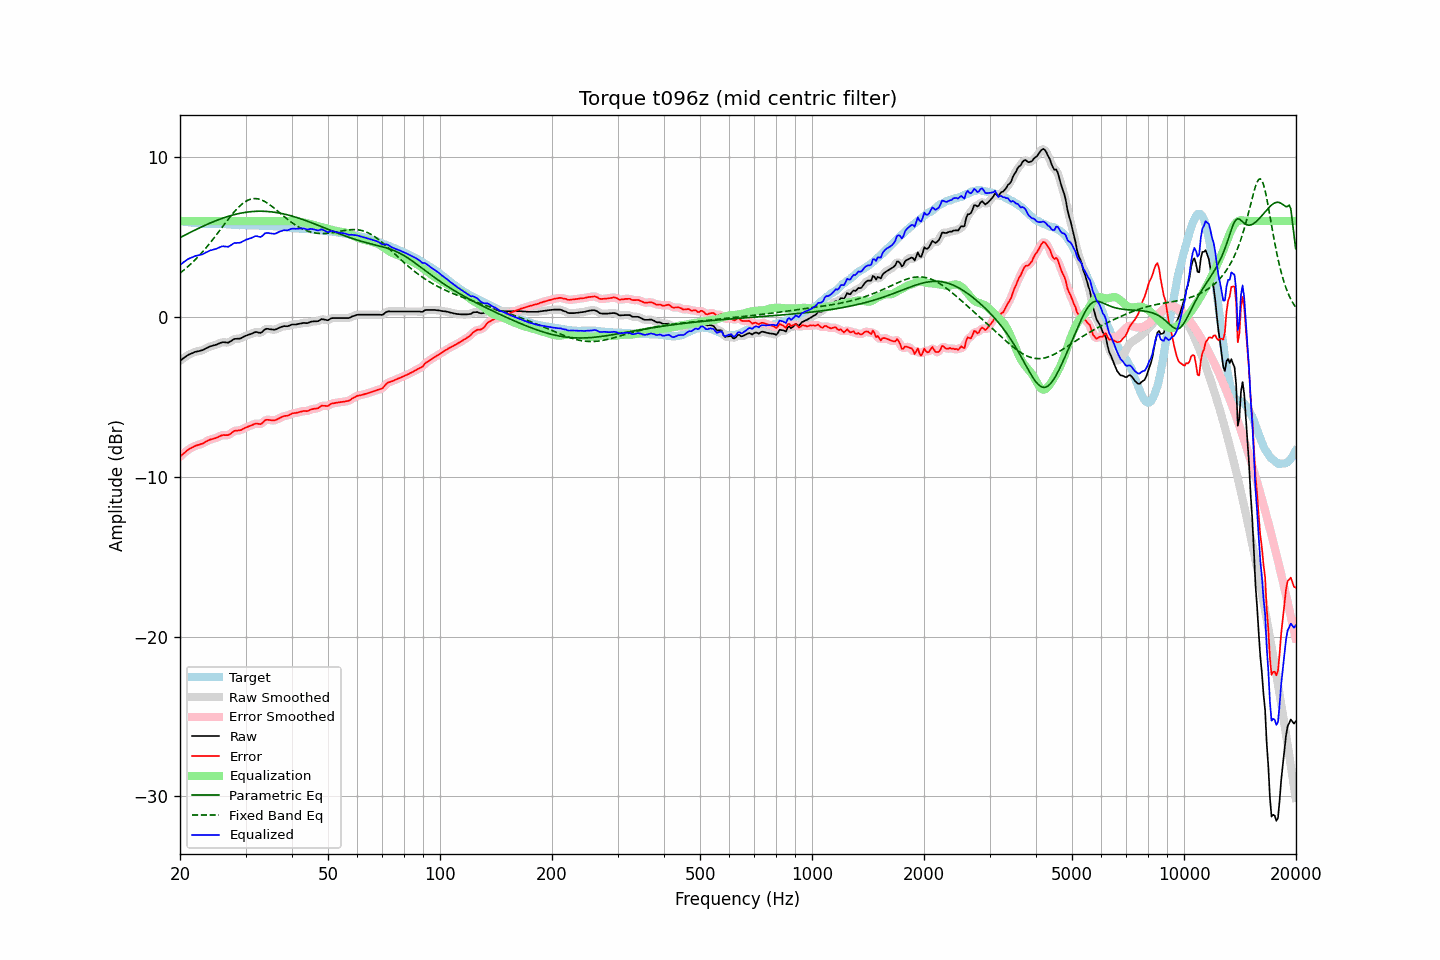 Torque t096z (mid centric filter)
10
0
−10
−20
−30
Amplitude (dBr)
Target
Raw Smoothed
Error Smoothed
Raw
Error
Equalization
Parametric Eq
Fixed Band Eq
Equalized
20 50 100 200 500 1000 2000 5000 10000 20000
Frequency (Hz)